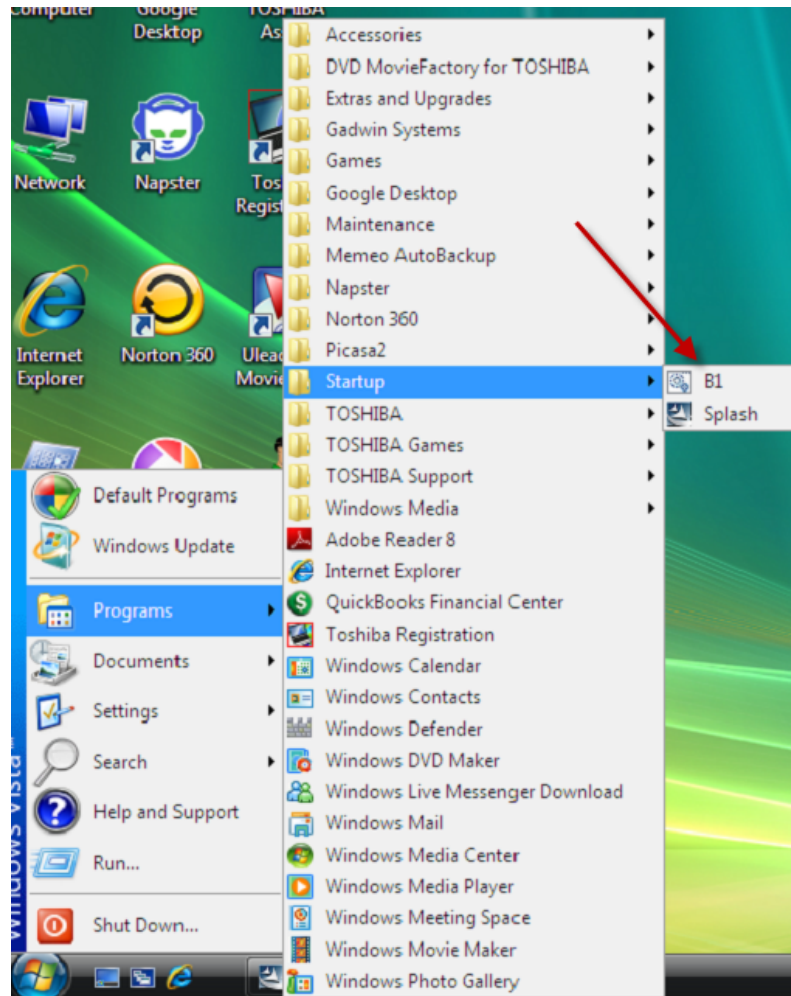 Computer
Google
Desktop
TOSHIBA
Network
Napster
Internet
Explorer
Norton 360
Accessories
DVD MovieFactory for TOSHIBA
Extras and Upgrades
Gadwin Systems
Games
Google Desktop
Maintenance
Memeo AutoBackup
Napster
Norton 360
Picasa2
Startup
TOSHIBA
TOSHIBA Games
TOSHIBA Support
Windows Media
Adobe Reader 8
Internet Explorer
QuickBooks Financial Center
Toshiba Registration
Windows Calendar
Windows Contacts
Windows Defender
Windows DVD Maker
Windows Live Messenger Download
Windows Mail
Windows Media Center
Windows Media Player
Windows Meeting Space
Windows Movie Maker
Windows Photo Gallery
B1
Splash
Default Programs
Windows Update
Programs
Documents
Settings
Search
Help and Support
Run...
Shut Down...
Windows Vista™